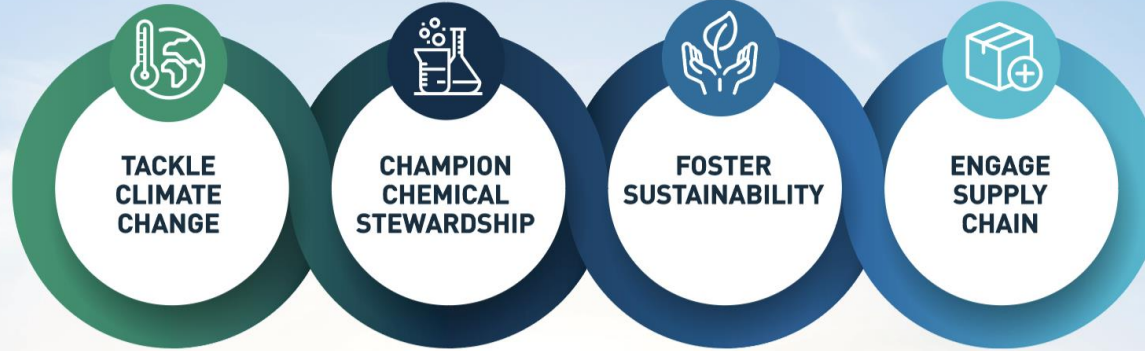 TACKLE
CLIMATE
CHANGE
CHAMPION
CHEMICAL
STEWARDSHIP
FOSTER
SUSTAINABILITY
ENGAGE
SUPPLY
CHAIN